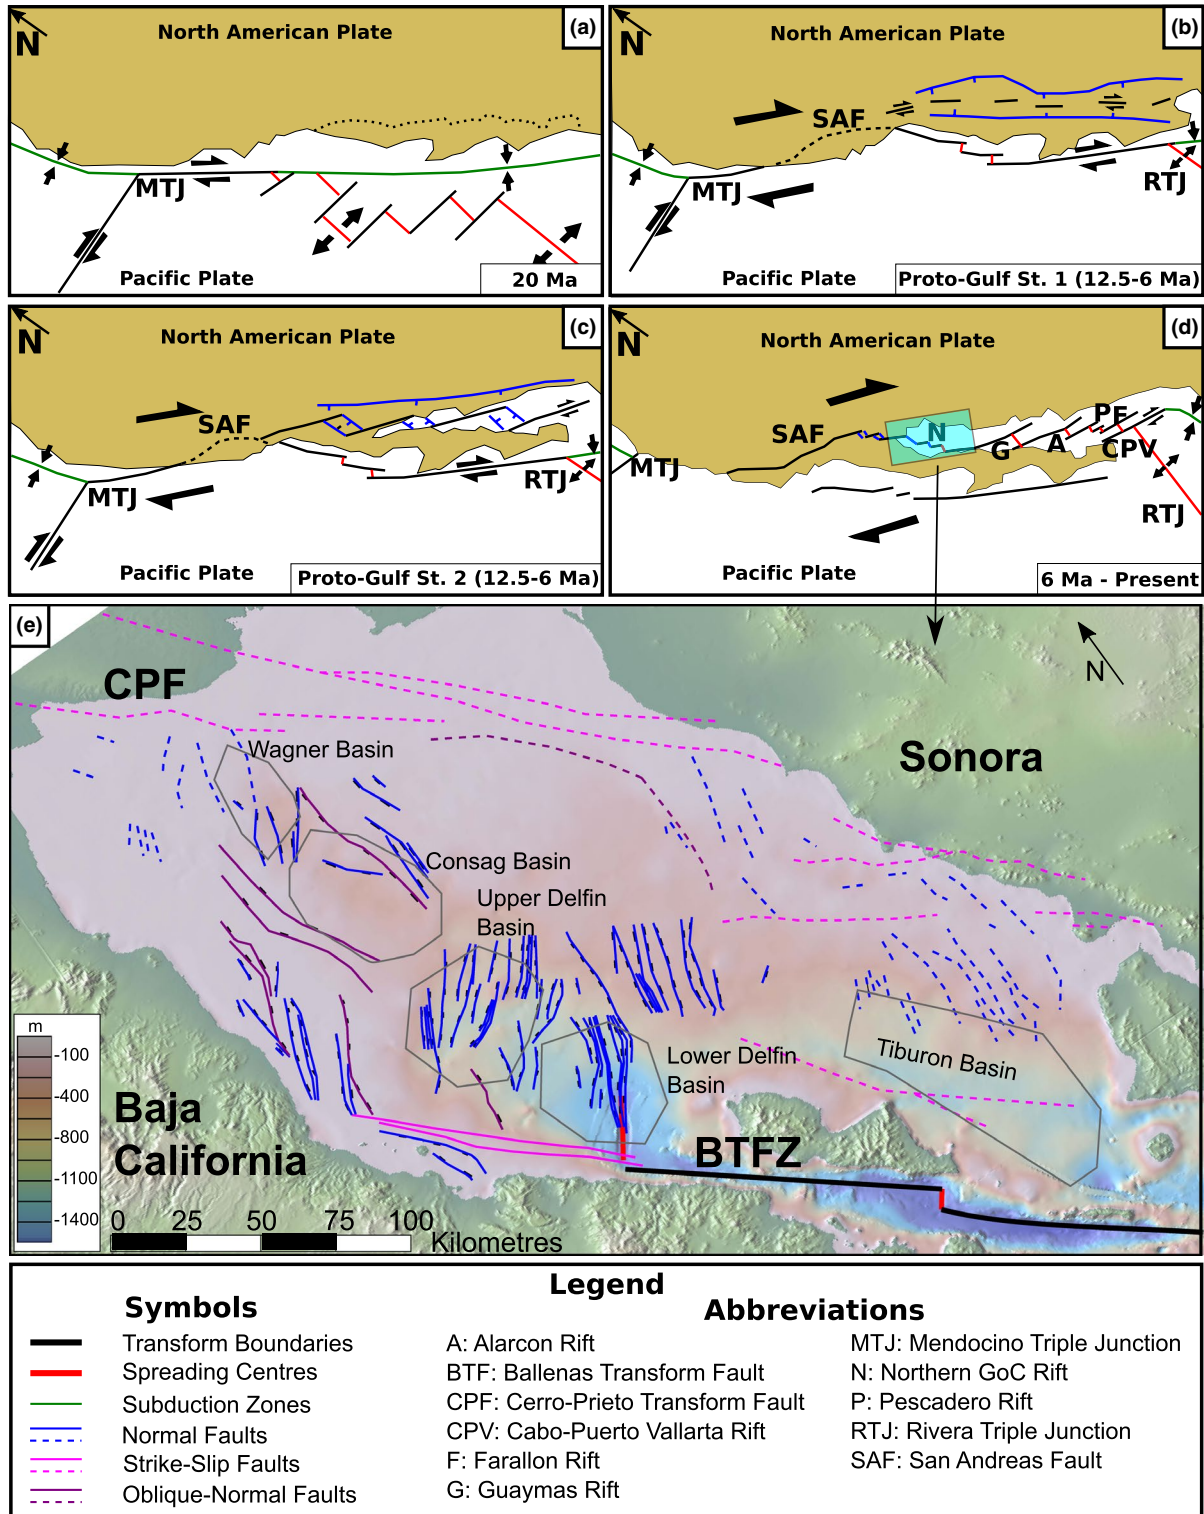 North American Plate
(a)
N
MTJ
Pacific Plate
20 Ma
North American Plate
(b)
N
SAF
MTJ
RTJ
Pacific Plate
Proto-Gulf St. 1 (12.5-6 Ma)
North American Plate
(c)
N
SAF
MTJ
RTJ
Pacific Plate
Proto-Gulf St. 2 (12.5-6 Ma)
North American Plate
(d)
N
SAF
N
PF
G
A
CPV
MTJ
RTJ
Pacific Plate
6 Ma - Present
(e)
N
CPF
Wagner Basin
Sonora
Consag Basin
Upper Delfin
Basin
Lower Delfin
Basin
Tiburon Basin
m
-100
-400
-800
-1100
-1400
Baja
California
BTFZ
0 25 50 75 100
Kilometres
Legend
Symbols
Transform Boundaries
Spreading Centres
Subduction Zones
Normal Faults
Strike-Slip Faults
Oblique-Normal Faults
Abbreviations
A: Alarcon Rift
BTF: Ballenas Transform Fault
CPF: Cerro-Prieto Transform Fault
CPV: Cabo-Puerto Vallarta Rift
F: Farallon Rift
G: Guaymas Rift
MTJ: Mendocino Triple Junction
N: Northern GoC Rift
P: Pescadero Rift
RTJ: Rivera Triple Junction
SAF: San Andreas Fault